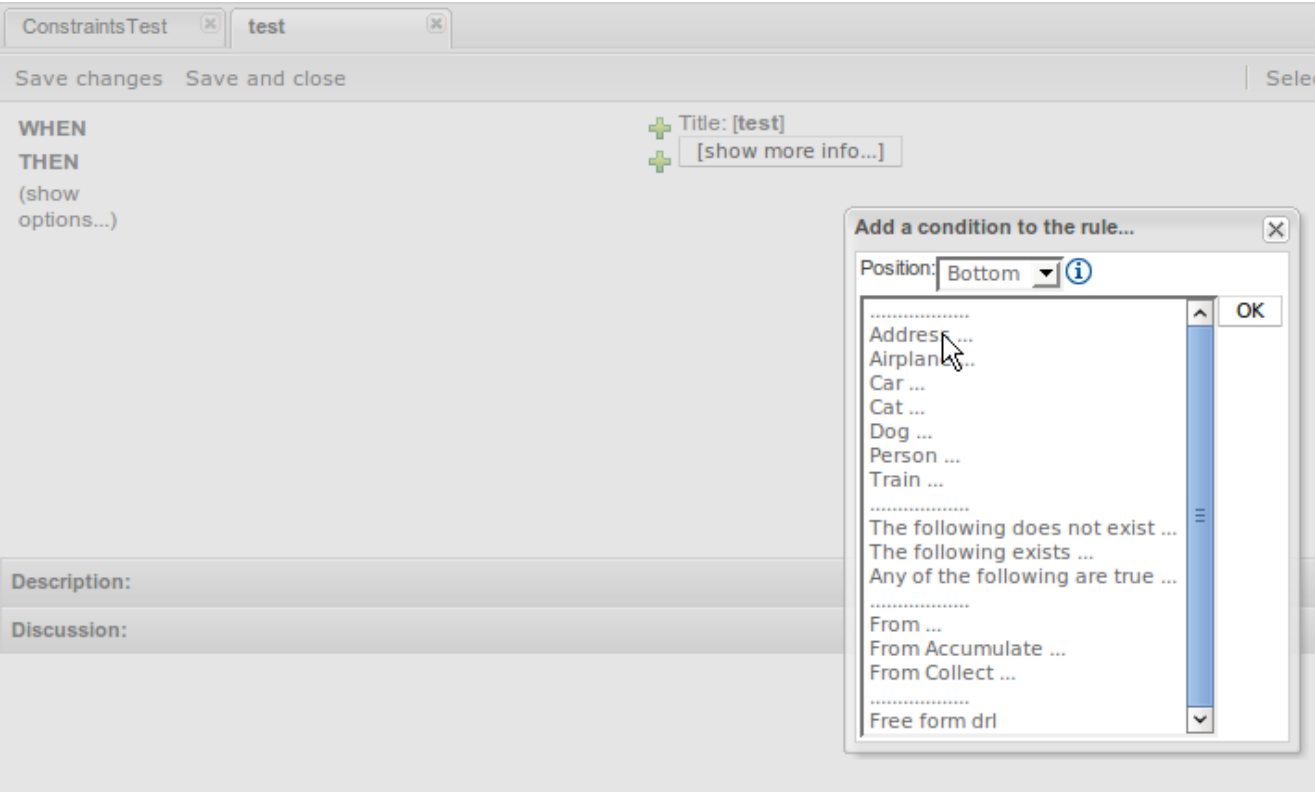 ConstraintsTest test
Save changes Save and close
WHEN
THEN
(show
options...)
Title: [test]
[show more info...]
Add a condition to the rule...
Position: Bottom
OK
..................
Address ...
Airplane ...
Car ...
Cat ...
Dog ...
Person ...
Train ...
..................
The following does not exist ...
The following exists ...
Any of the following are true ...
..................
From ...
From Accumulate ...
From Collect ...
..................
Free form drl
Description:
Discussion: